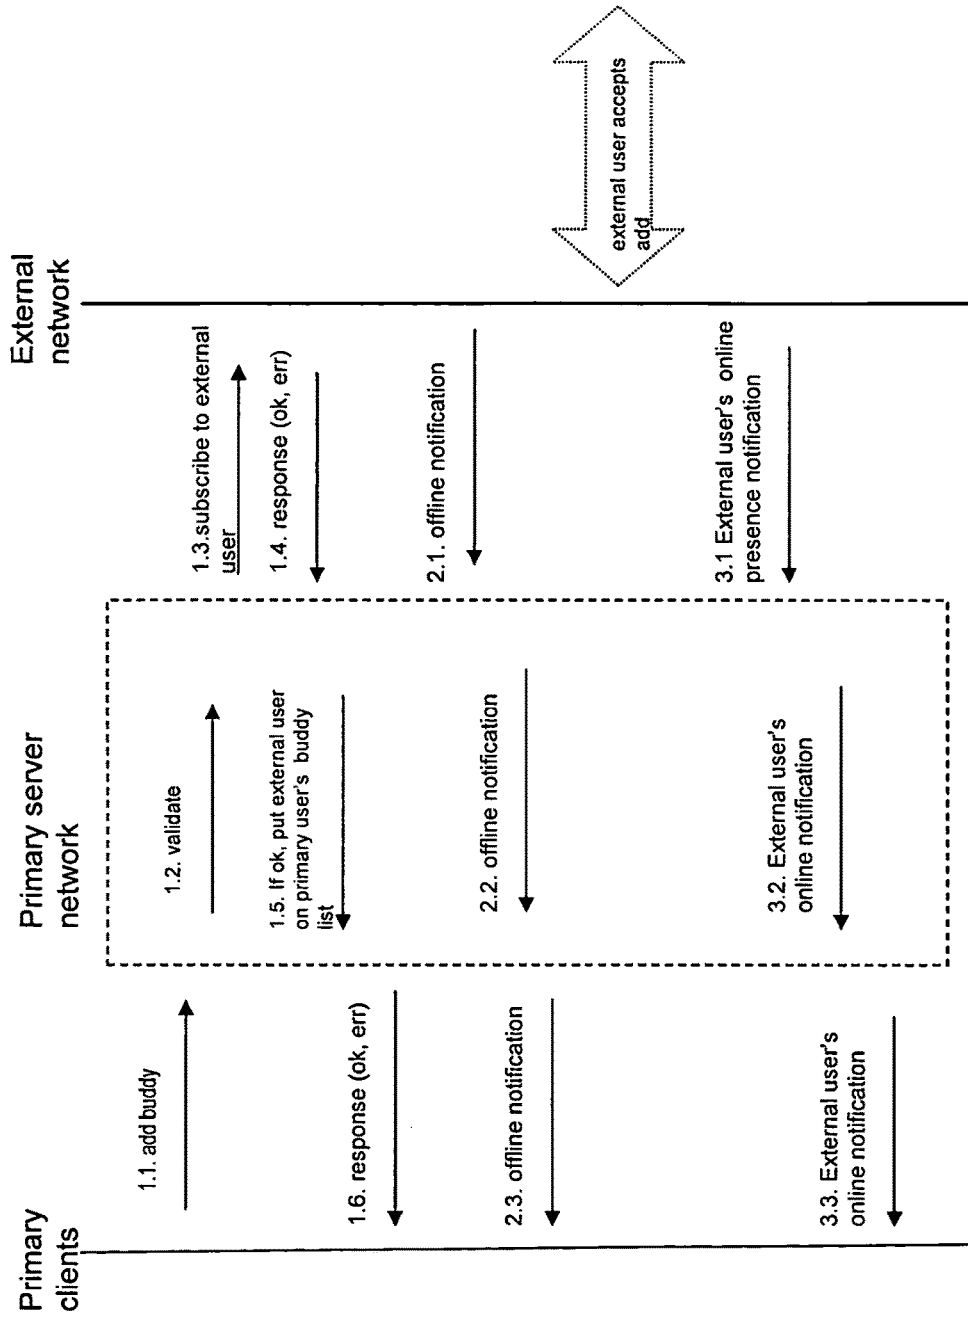 Primary
clients
Primary server
network
External
network
1.1. add buddy
1.2. validate
1.3.subscribe to external
user
1.4. response (ok, err)
1.5. If ok, put external user
on primary user's buddy
list
1.6. response (ok, err)
2.1. offline notification
2.2. offline notification
2.3. offline notification
external user accepts
add
3.1 External user's online
presence notification
3.2. External user's
online notification
3.3. External user's
online notification